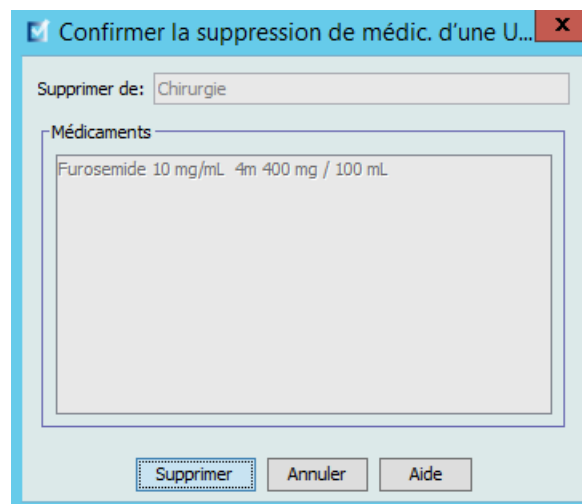 Confirmer la suppression de médic. d'une U...
x
Supprimer de: Chirurgie
Médicaments
Furosemide 10 mg/mL 4m 400 mg / 100 mL
Supprimer Annuler Aide